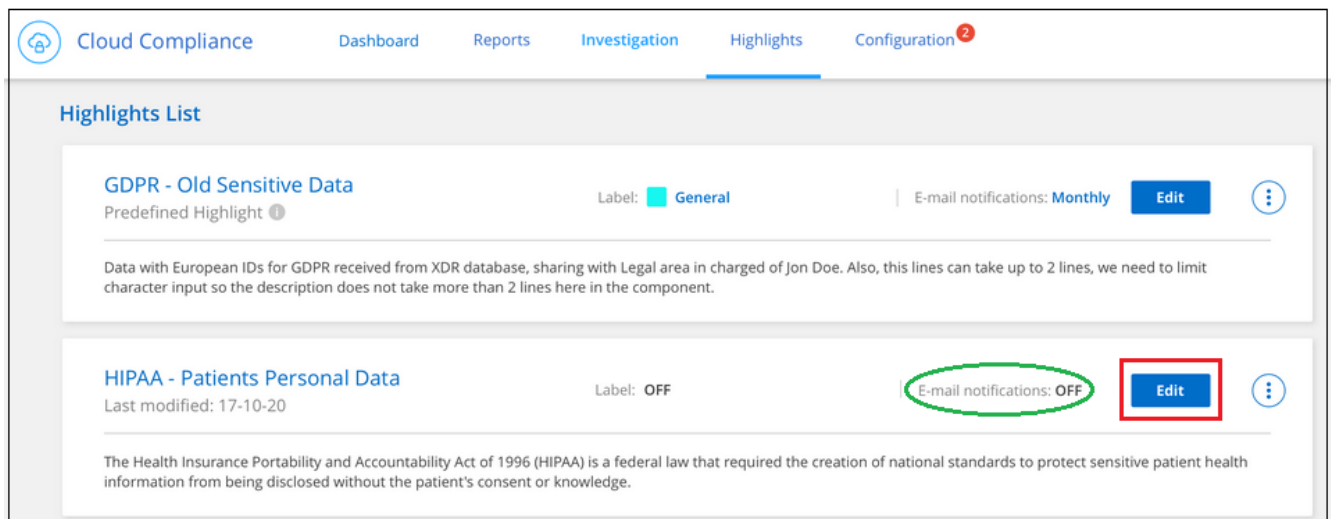 Cloud Compliance Dashboard Reports Investigation Highlights Configuration 2
Highlights List
GDPR - Old Sensitive Data
Predefined Highlight i
Label: General
E-mail notifications: Monthly
Edit
Data with European IDs for GDPR received from XDR database, sharing with Legal area in charged of Jon Doe. Also, this lines can take up to 2 lines, we need to limit
character input so the description does not take more than 2 lines here in the component.
HIPAA - Patients Personal Data
Last modified: 17-10-20
Label: OFF
E-mail notifications: OFF
Edit
The Health Insurance Portability and Accountability Act of 1996 (HIPAA) is a federal law that required the creation of national standards to protect sensitive patient health
information from being disclosed without the patient's consent or knowledge.